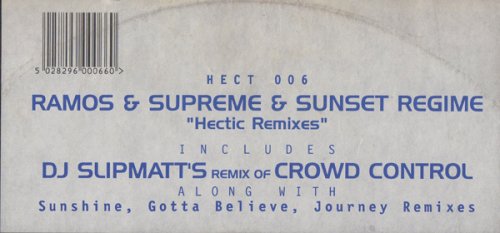 5 028296 000660 >
HECT 006
RAMOS & SUPREME & SUNSET REGIME
"Hectic Remixes"
INCLUDES
DJ SLIPMATT'S REMIX OF CROWD CONTROL
ALONG WITH
Sunshine, Gotta Believe, Journey Remixes